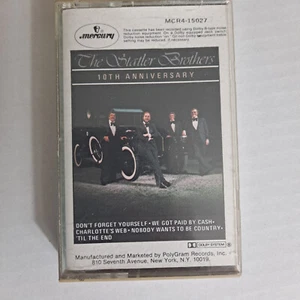 mercury
MCR4-15027
The Statler Brothers
10TH ANNIVERSARY
DON'T FORGET YOURSELF • WE GOT PAID BY CASH •
CHARLOTTE'S WEB • NOBODY WANTS TO BE COUNTRY •
'TIL THE END
DOLBY SYSTEM
Manufactured and Marketed by PolyGram Records, Inc.
810 Seventh Avenue, New York, N.Y. 10019